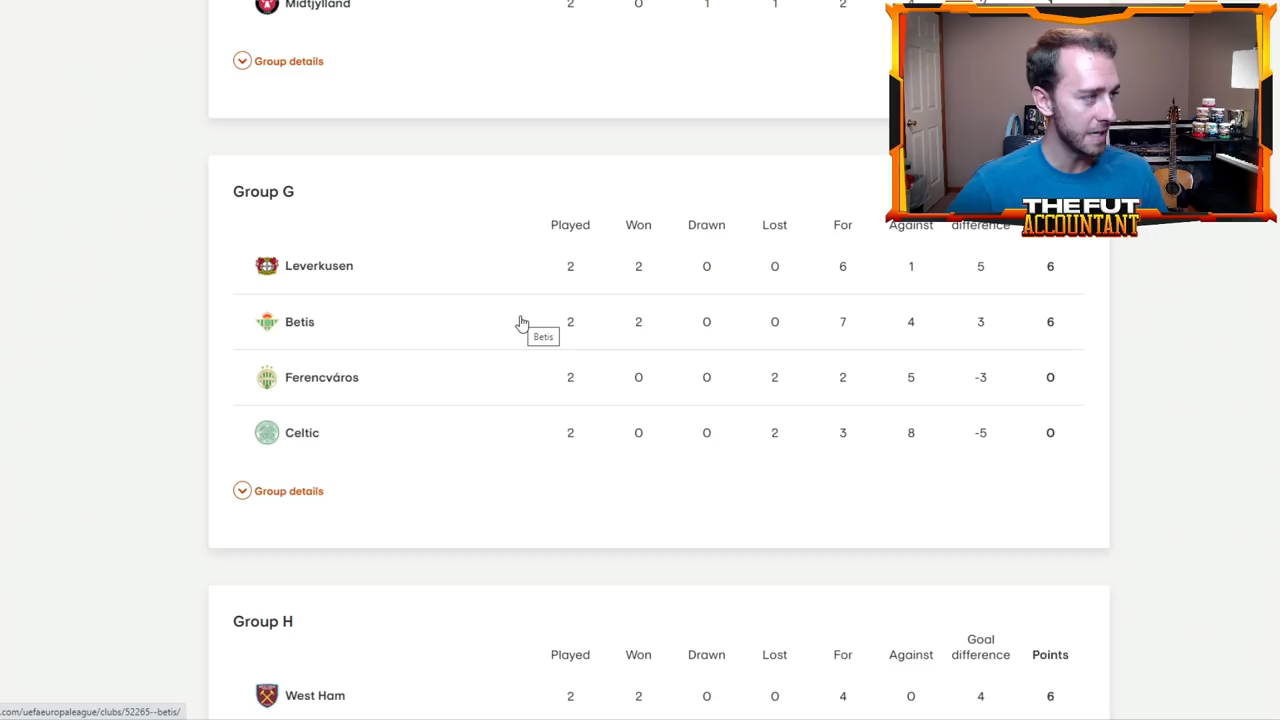 Midtjylland 2 0 1 1 2
Group details
Group G
Played Won Drawn Lost For Against difference
Leverkusen 2 2 0 0 6 1 5 6
Betis 2 2 0 0 7 4 3 6
Betis
Ferencváros 2 0 0 2 2 5 -3 0
Celtic 2 0 0 2 3 8 -5 0
Group details
Group H
Played Won Drawn Lost For Against Goal difference Points
West Ham 2 2 0 0 4 0 4 6
.com/uefaeuropaleague/clubs/52265--betis/
THE FUT
ACCOUNTANT